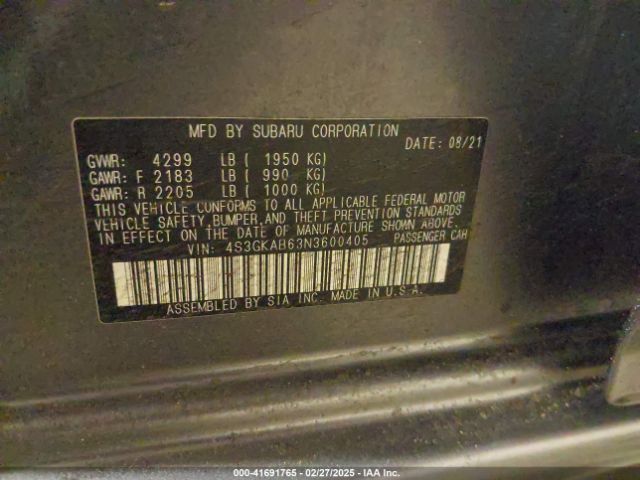 MFD BY SUBARU CORPORATION
DATE: 08/21
GVWR: 4299 LB ( 1950 KG)
GAWR: F 2183 LB ( 990 KG)
GAWR: R 2205 LB ( 1000 KG)
THIS VEHICLE CONFORMS TO ALL APPLICABLE FEDERAL MOTOR
VEHICLE SAFETY, BUMPER, AND THEFT PREVENTION STANDARDS
IN EFFECT ON THE DATE OF MANUFACTURE SHOWN ABOVE.
VIN: 4S3GKAB63N3600405 PASSENGER CAR
ASSEMBLED BY SIA INC. MADE IN U.S.A.
000-41691765 - 02/27/2025 - IAA Inc.